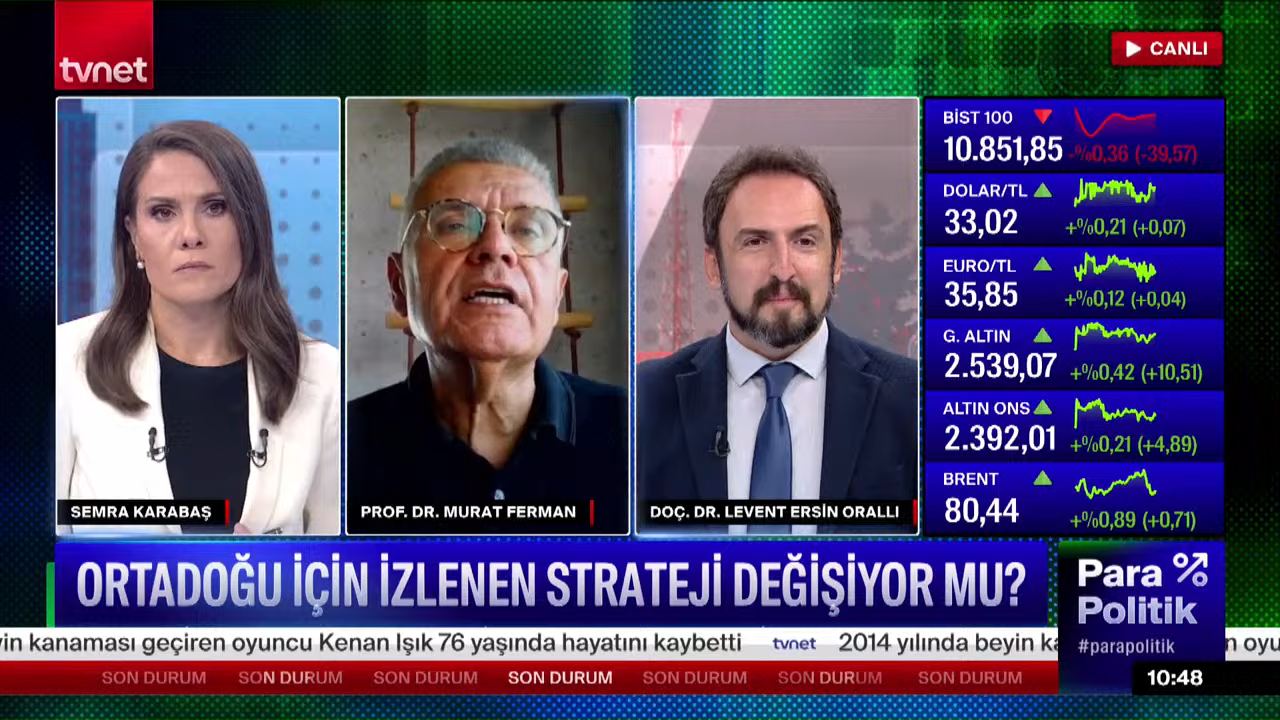 tvnet
CANLI
SEMRA KARABAŞ
PROF. DR. MURAT FERMAN
DOÇ. DR. LEVENT ERSİN ORALLI
BİST 100
10.851,85
-%0,36 (-39,57)
DOLAR/TL
33,02
+%0,21 (+0,07)
EURO/TL
35,85
+%0,12 (+0,04)
G. ALTIN
2.539,07
+%0,42 (+10,51)
ALTIN ONS
2.392,01
+%0,21 (+4,89)
BRENT
80,44
+%0,89 (+0,71)
ORTADOĞU İÇİN İZLENEN STRATEJİ DEĞİŞİYOR MU?
Para %
Politik
#parapolitik
yin kanaması geçiren oyuncu Kenan Işık 76 yaşında hayatını kaybetti tvnet 2014 yılında beyin ka n oyu
SON DURUM SON DURUM SON DURUM SON DURUM SON DURUM SON DURUM SON DURUM
10:48